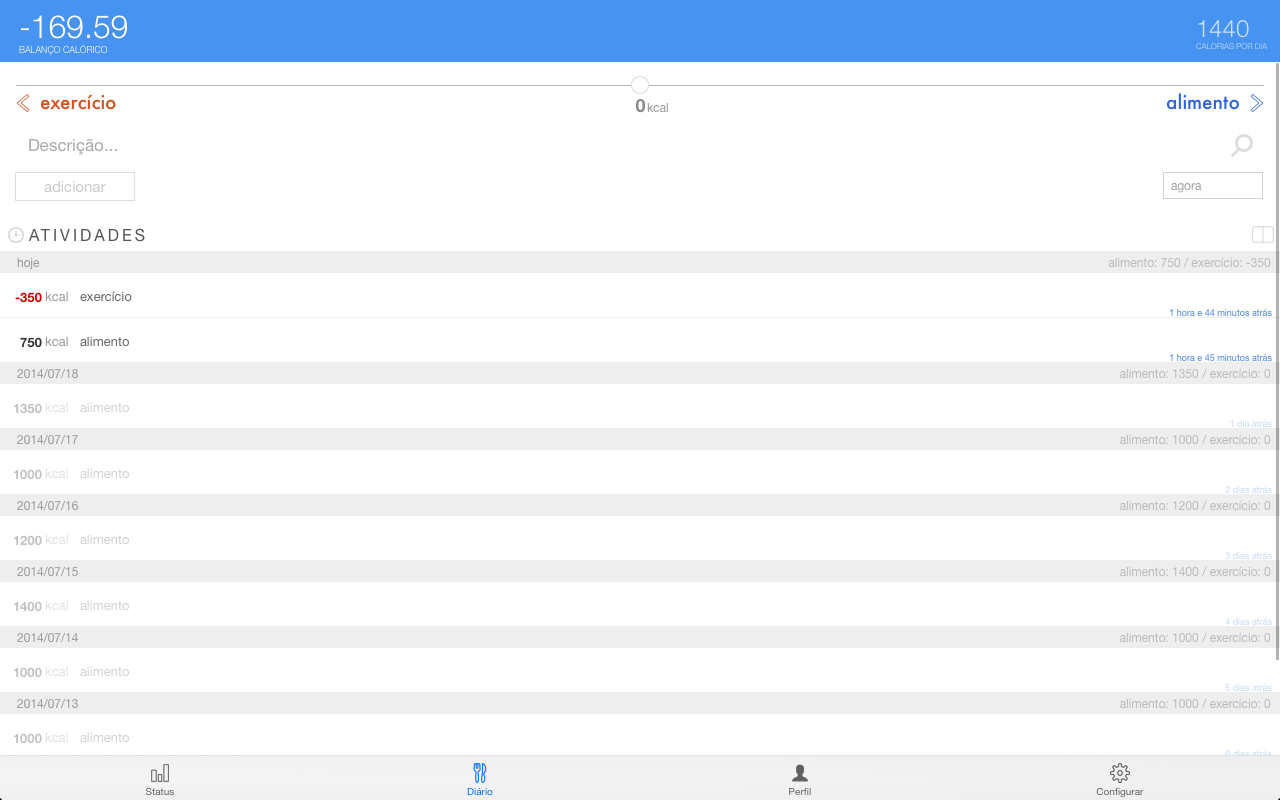 -169.59
BALANÇO CALÓRICO
1440
CALORIAS POR DIA
exercício
0 kcal
alimento
Descrição...
adicionar
agora
ATIVIDADES
hoje
alimento: 750 / exercício: -350
-350 kcal exercício
1 hora e 44 minutos atrás
750 kcal alimento
1 hora e 45 minutos atrás
2014/07/18
alimento: 1350 / exercício: 0
1350 kcal alimento
1 dia atrás
2014/07/17
alimento: 1000 / exercício: 0
1000 kcal alimento
2 dias atrás
2014/07/16
alimento: 1200 / exercício: 0
1200 kcal alimento
3 dias atrás
2014/07/15
alimento: 1400 / exercício: 0
1400 kcal alimento
4 dias atrás
2014/07/14
alimento: 1000 / exercício: 0
1000 kcal alimento
5 dias atrás
2014/07/13
alimento: 1000 / exercício: 0
1000 kcal alimento
6 dias atrás
Status
Diário
Perfil
Configurar